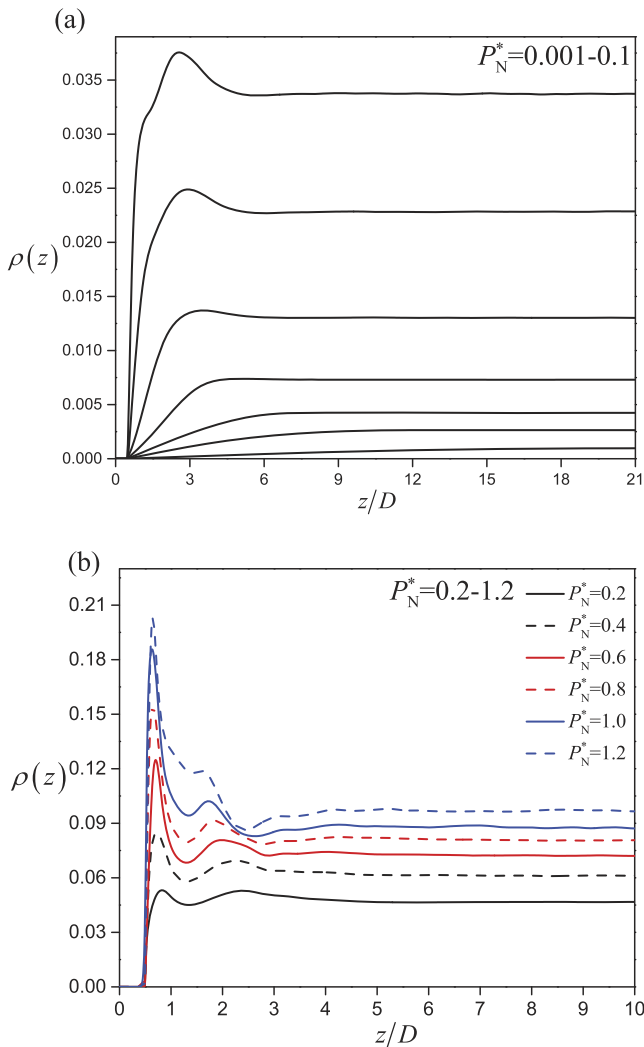 (a)
P*N=0.001-0.1
0.035
0.030
0.025
0.020
ρ(z)
0.015
0.010
0.005
0.000
0 3 6 9 12 15 18 21
z/D
(b)
P*N=0.2-1.2
0.21
P*N=0.2
P*N=0.4
0.18
P*N=0.6
P*N=0.8
0.15
P*N=1.0
P*N=1.2
0.12
ρ(z)
0.09
0.06
0.03
0.00
0 1 2 3 4 5 6 7 8 9 10
z/D